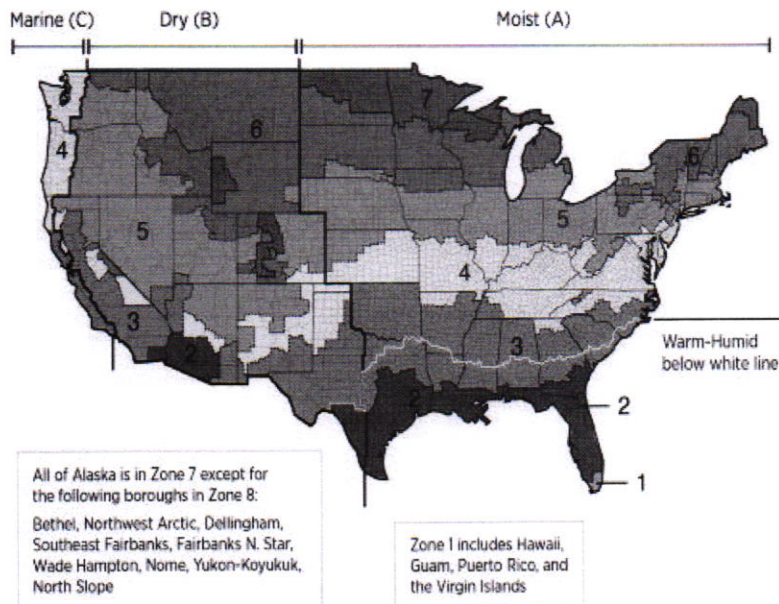 Marine (C)
Dry (B)
Moist (A)
7
6
6
4
5
5
4
3
3
Warm-Humid
below white line
2
2
2
1
All of Alaska is in Zone 7 except for
the following boroughs in Zone 8:
Bethel, Northwest Arctic, Dellingham,
Southeast Fairbanks, Fairbanks N. Star,
Wade Hampton, Nome, Yukon-Koyukuk,
North Slope
Zone 1 includes Hawaii,
Guam, Puerto Rico, and
the Virgin Islands